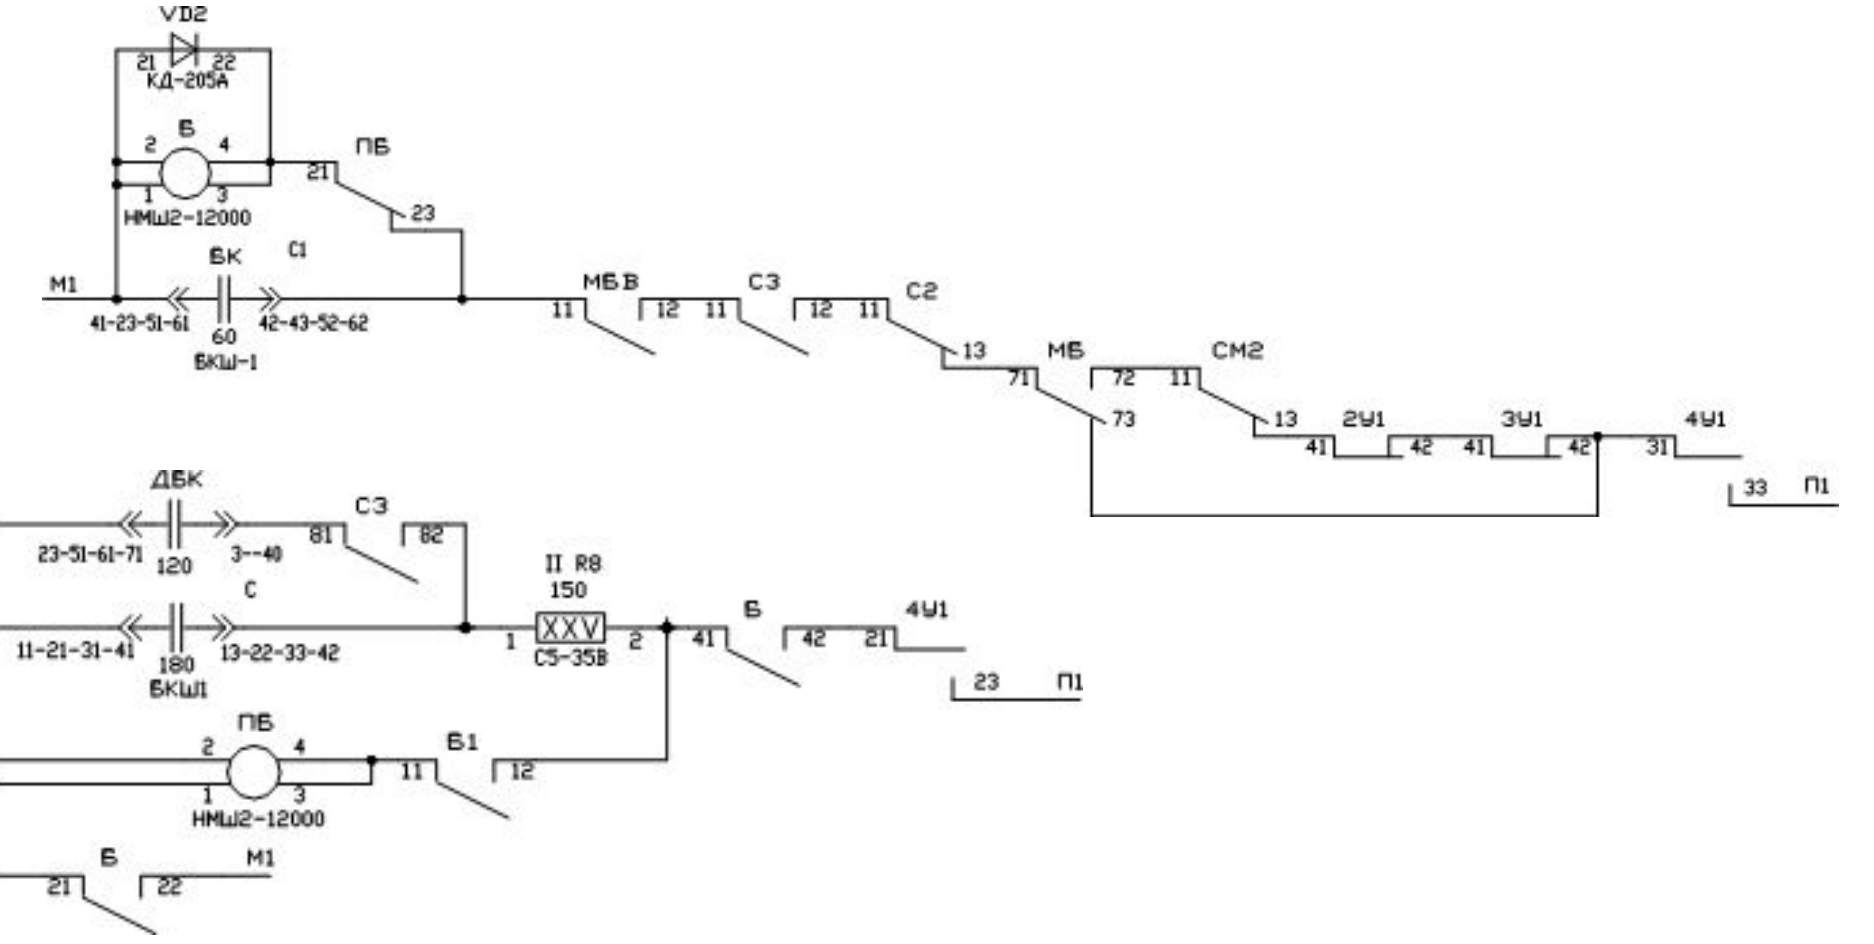 VD2
21 22
КД-205А
Б
2 4
ПБ
21
1 3
23
НМШ2-12000
БК С1
М1
41-23-51-61 42-43-52-62
60
БКШ-1
МБВ СЗ С2
11 12 11 12 11
13 МБ СМ2
71 72 11
73 13 2У1 3У1 4У1
41 42 41 42 31
33 П1
ДБК
СЗ
81 82
23-51-61-71 120 3--40
С
II R8
150
XXV
1 2
С5-35В
11-21-31-41 180 13-22-33-42
БКШ1
Б 4У1
41 42 21
23 П1
ПБ
2 4
Б1
11 12
1 3
НМШ2-12000
Б М1
21 22